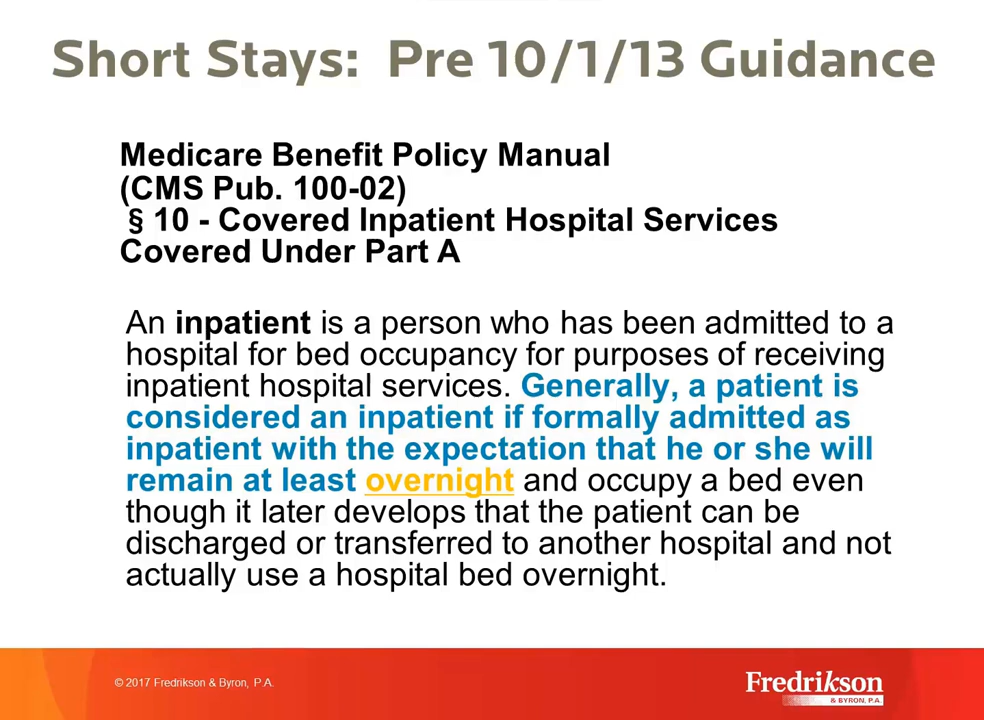 Short Stays: Pre 10/1/13 Guidance
Medicare Benefit Policy Manual
(CMS Pub. 100-02)
§ 10 - Covered Inpatient Hospital Services
Covered Under Part A
An inpatient is a person who has been admitted to a
hospital for bed occupancy for purposes of receiving
inpatient hospital services. Generally, a patient is
considered an inpatient if formally admitted as
inpatient with the expectation that he or she will
remain at least overnight and occupy a bed even
though it later develops that the patient can be
discharged or transferred to another hospital and not
actually use a hospital bed overnight.
© 2017 Fredrikson & Byron, P.A.
Fredrikson
& BYRON, P.A.